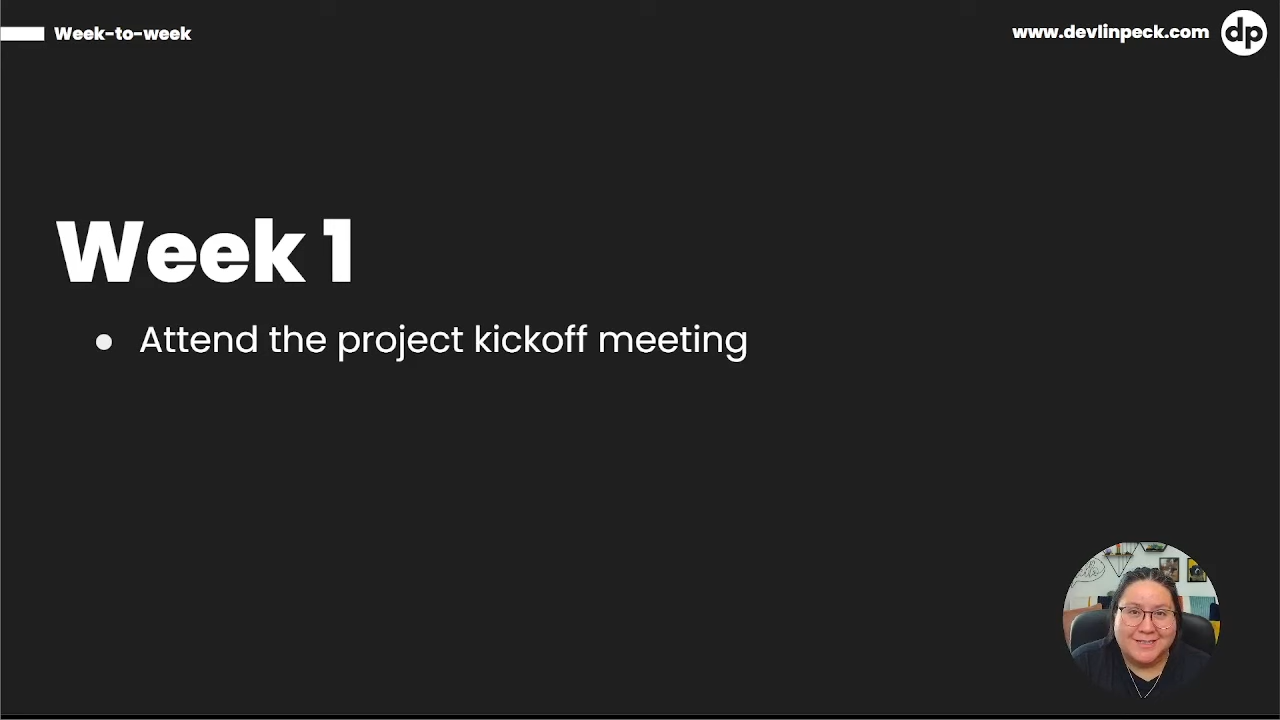 Week-to-week
www.devlinpeck.com
dp
Week 1
● Attend the project kickoff meeting